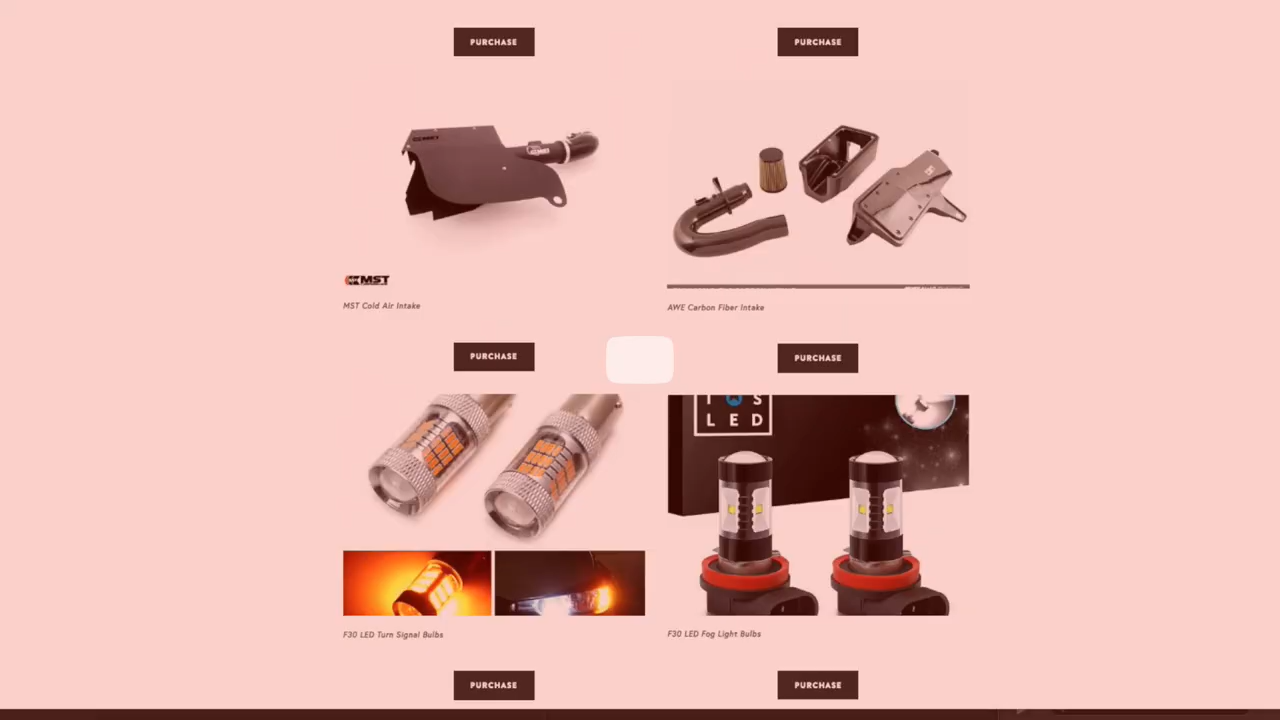 PURCHASE
PURCHASE
MST
MST Cold Air Intake
AWE Carbon Fiber Intake
PURCHASE
PURCHASE
LED
F30 LED Turn Signal Bulbs
F30 LED Fog Light Bulbs
PURCHASE
PURCHASE